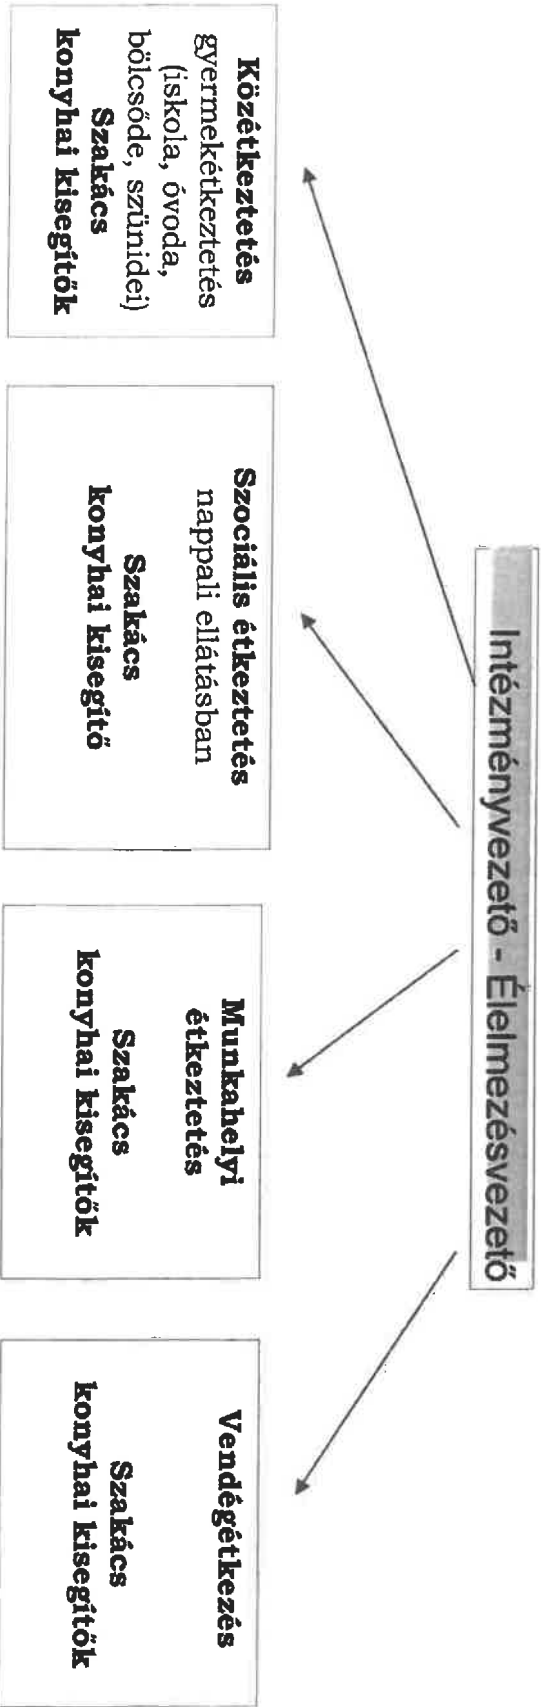 Intézményvezető - Élelmezésvezető
Közétkeztetés
gyermekétkeztetés
(iskola, óvoda,
bölcsőde, szünidei)
Szakács
konyhai kisegítők
Szociális étkeztetés
nappali ellátásban
Szakács
konyhai kisegítő
Munkahelyi
étkeztetés
Szakács
konyhai kisegítők
Vendégétkezés
Szakács
konyhai kisegítők